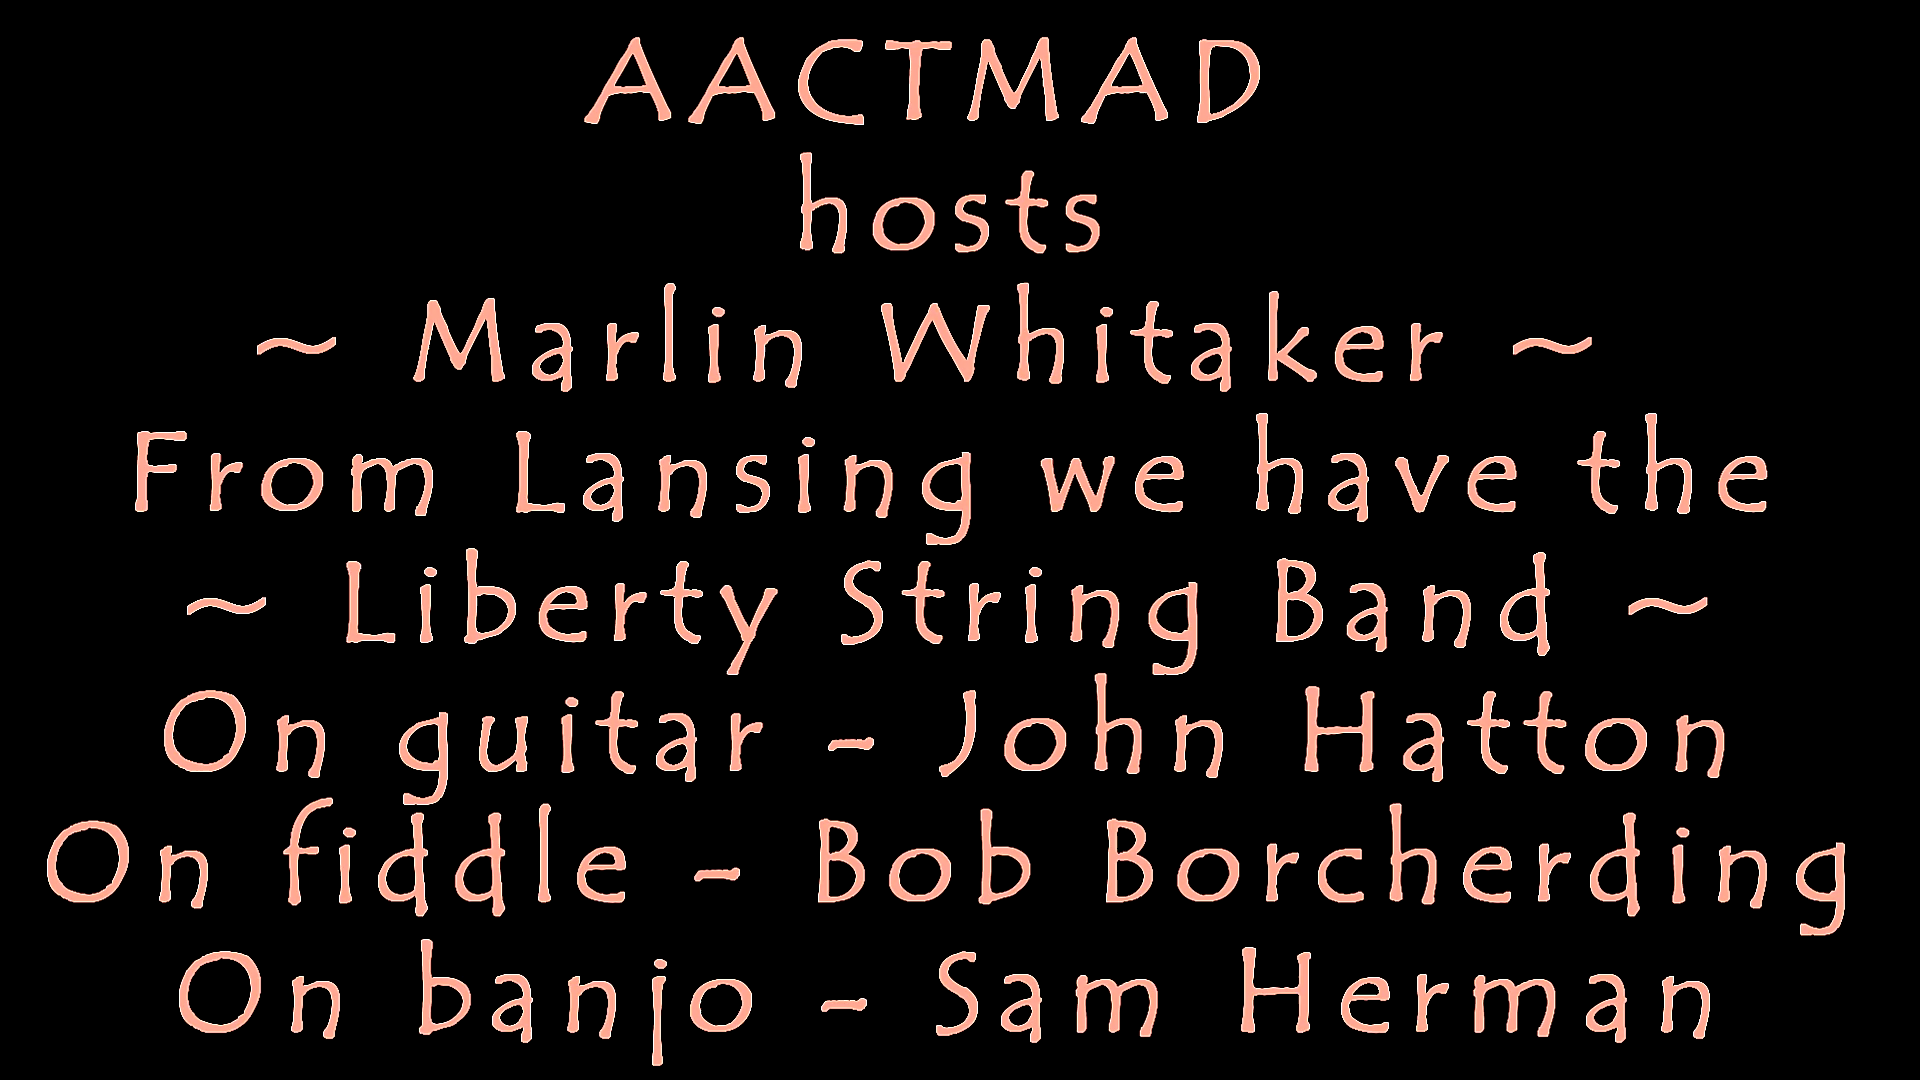 AACTMAD
hosts
~ Marlin Whitaker ~
From Lansing we have the
~ Liberty String Band ~
On guitar - John Hatton
On fiddle - Bob Borcherding
On banjo - Sam Herman